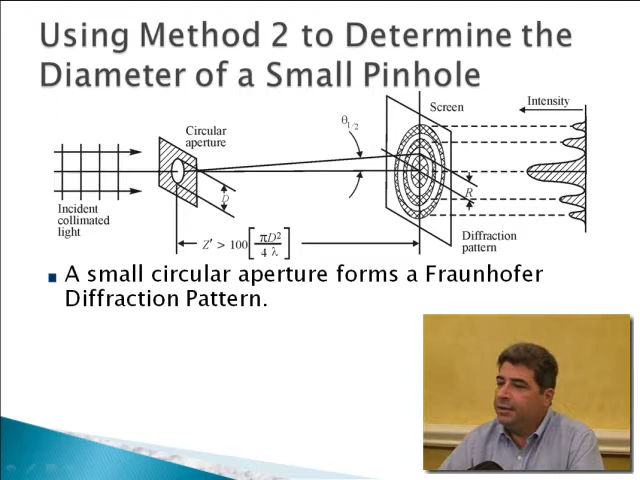 Using Method 2 to Determine the
Diameter of a Small Pinhole
Circular
aperture
θ1/2
Screen
Intensity
D
R
Incident
collimated
light
Z' > 100 [πD²/4 λ]
Diffraction
pattern
A small circular aperture forms a Fraunhofer
Diffraction Pattern.